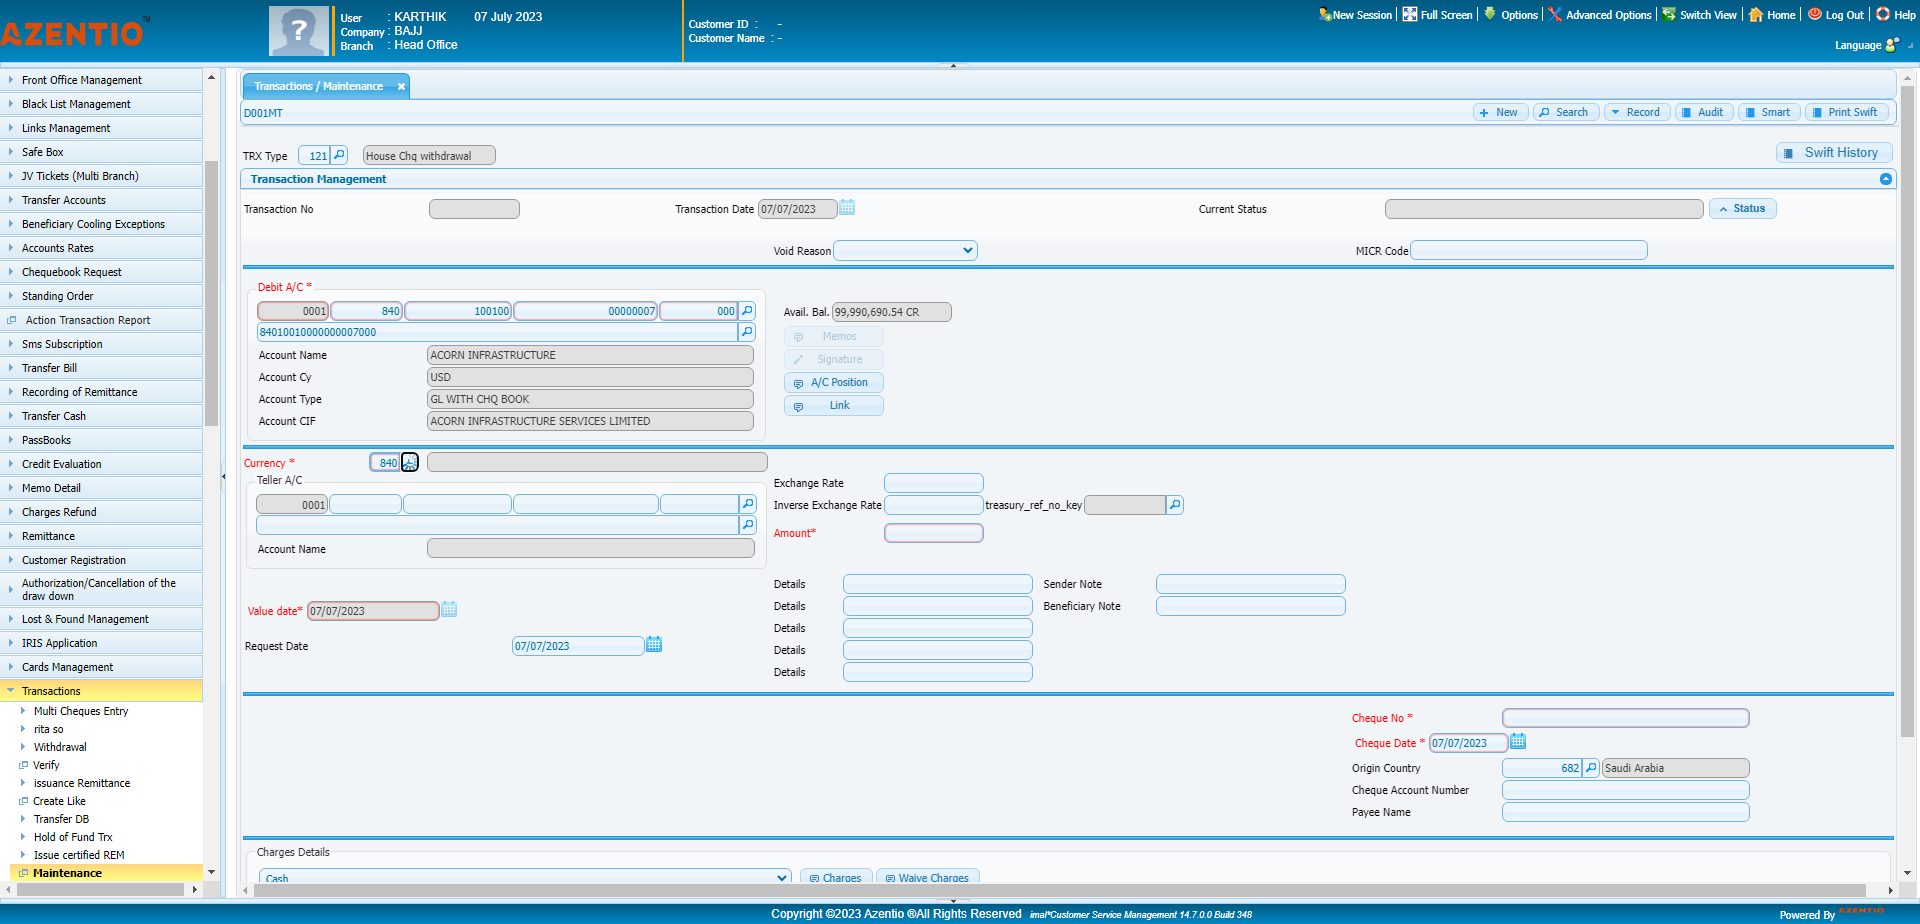 AZENTIO TM
User : KARTHIK 07 July 2023
Company : BAJJ
Branch : Head Office
Customer ID : -
Customer Name : -
New Session Full Screen Options Advanced Options Switch View Home Log Out Help
Language
Front Office Management
Black List Management
Links Management
Safe Box
JV Tickets (Multi Branch)
Transfer Accounts
Beneficiary Cooling Exceptions
Accounts Rates
Chequebook Request
Standing Order
Action Transaction Report
Sms Subscription
Transfer Bill
Recording of Remittance
Transfer Cash
PassBooks
Credit Evaluation
Memo Detail
Charges Refund
Remittance
Customer Registration
Authorization/Cancellation of the
draw down
Lost & Found Management
IRIS Application
Cards Management
Transactions
Multi Cheques Entry
rita so
Withdrawal
Verify
issuance Remittance
Create Like
Transfer DB
Hold of Fund Trx
Issue certified REM
Maintenance
Transactions / Maintenance x
D001MT
New Search Record Audit Smart Print Swift
TRX Type 121 House Chq withdrawal
Swift History
Transaction Management
Transaction No Transaction Date 07/07/2023 Current Status Status
Void Reason MICR Code
Debit A/C *
0001 840 100100 00000007 000
84010010000000007000
Account Name ACORN INFRASTRUCTURE
Account Cy USD
Account Type GL WITH CHQ BOOK
Account CIF ACORN INFRASTRUCTURE SERVICES LIMITED
Avail. Bal. 99,990,690.54 CR
Memos
Signature
A/C Position
Link
Currency * 840
Teller A/C
0001
Account Name
Exchange Rate
Inverse Exchange Rate treasury_ref_no_key
Amount*
Value date* 07/07/2023
Request Date 07/07/2023
Details Sender Note
Details Beneficiary Note
Details
Details
Details
Cheque No *
Cheque Date * 07/07/2023
Origin Country 682 Saudi Arabia
Cheque Account Number
Payee Name
Charges Details
Cash Charges Waive Charges
Copyright ©2023 Azentio ®All Rights Reserved imal*Customer Service Management 14.7.0.0 Build 348
Powered By AZENTIO